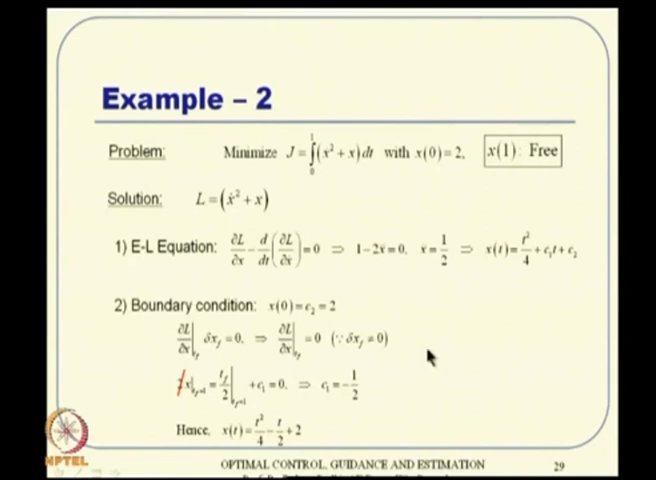 Example – 2
Problem: Minimize J = ∫₀¹ (ẋ² + x) dt with x(0) = 2, x(1) : Free
Solution: L = (ẋ² + x)
1) E-L Equation: ∂L/∂x − d/dt (∂L/∂ẋ) = 0 ⇒ 1 − 2ẍ = 0, ẍ = 1/2 ⇒ x(t) = t²/4 + c₁t + c₂
2) Boundary condition: x(0) = c₂ = 2
∂L/∂ẋ|_{t_f} δx_f = 0, ⇒ ∂L/∂ẋ|_{t_f} = 0 (∵ δx_f ≠ 0)
ẋ|_{t_f=1} = t_f/2|_{t_f=1} + c₁ = 0, ⇒ c₁ = −1/2
Hence, x(t) = t²/4 − t/2 + 2
NPTEL
OPTIMAL CONTROL, GUIDANCE AND ESTIMATION 29